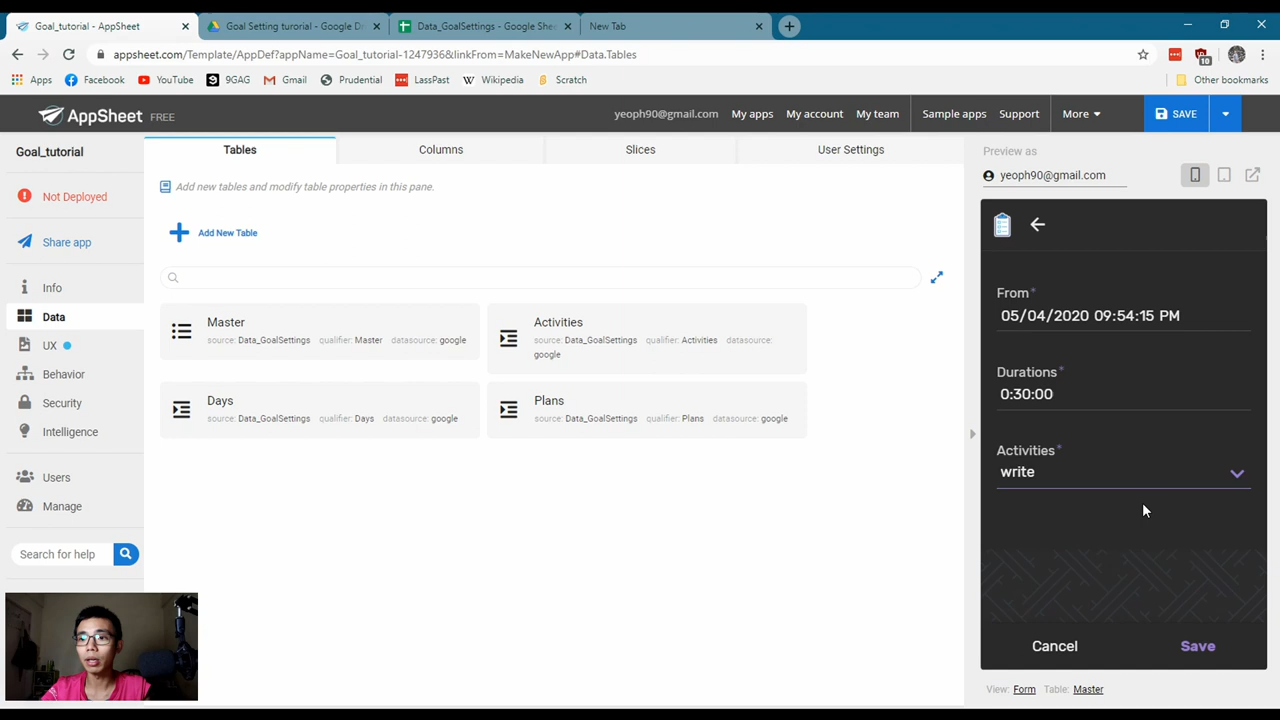 Goal_tutorial - AppSheet
Goal Setting turorial - Google Dr
Data_GoalSettings - Google Shee
New Tab
appsheet.com/Template/AppDef?appName=Goal_tutorial-1247936&linkFrom=MakeNewApp#Data.Tables
10
Apps Facebook YouTube 9GAG Gmail Prudential LassPast Wikipedia Scratch Other bookmarks
AppSheet FREE yeoph90@gmail.com My apps My account My team Sample apps Support More SAVE
Goal_tutorial
Not Deployed
Share app
Info
Data
UX
Behavior
Security
Intelligence
Users
Manage
Search for help
Tables Columns Slices User Settings
Add new tables and modify table properties in this pane.
Add New Table
Master
source: Data_GoalSettings qualifier: Master datasource: google
Activities
source: Data_GoalSettings qualifier: Activities datasource:
google
Days
source: Data_GoalSettings qualifier: Days datasource: google
Plans
source: Data_GoalSettings qualifier: Plans datasource: google
Preview as
yeoph90@gmail.com
From*
05/04/2020 09:54:15 PM
Durations*
0:30:00
Activities*
write
Cancel Save
View: Form Table: Master